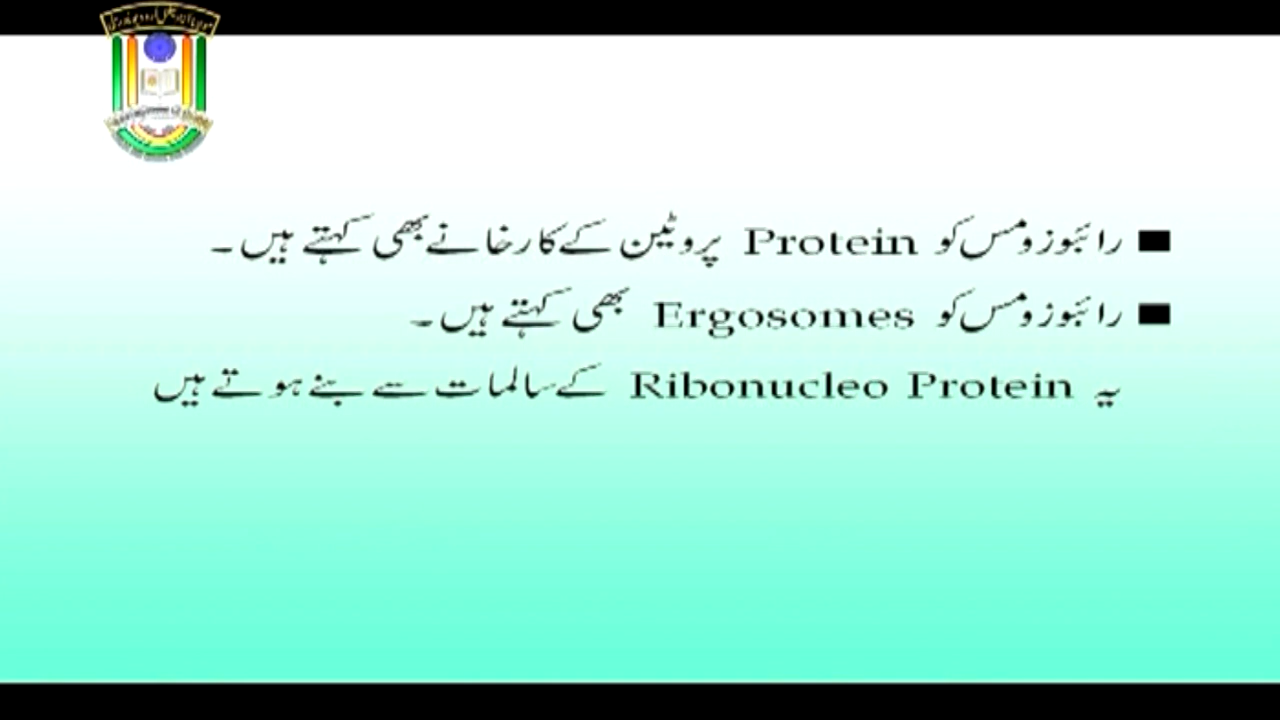 رائبوزومس کو Protein پروٹین کے کارخانے بھی کہتے ہیں۔
رائبوزومس کو Ergosomes بھی کہتے ہیں۔
یہ Ribonucleo Protein کے سالمات سے بنے ہوتے ہیں